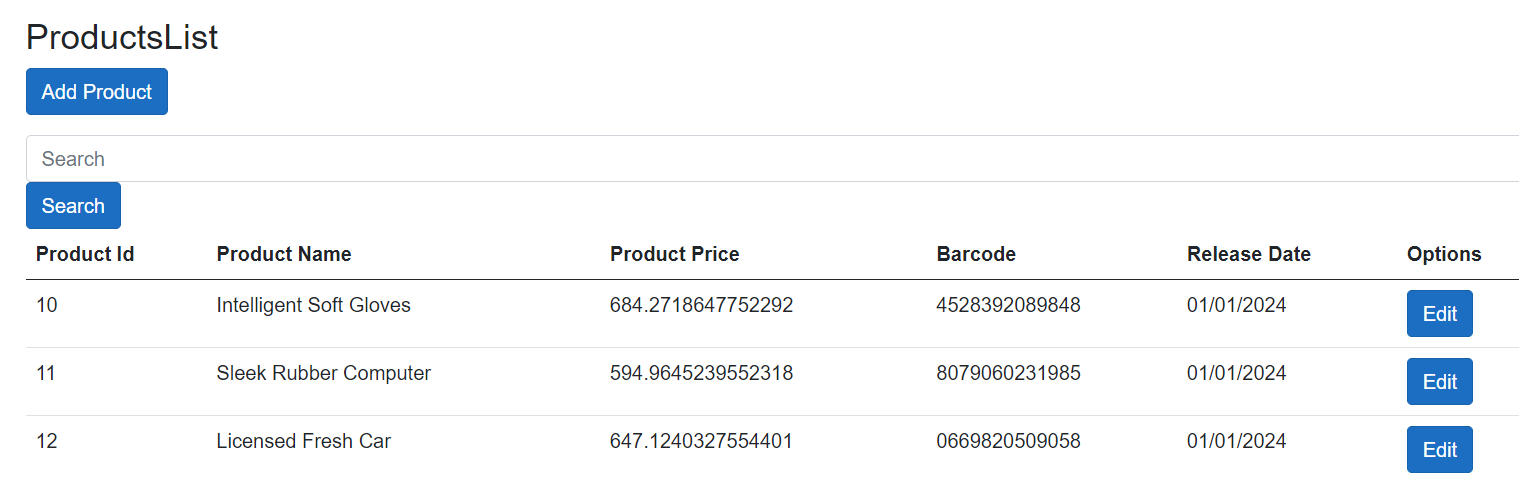 ProductsList
Add Product
Search
Search
Product Id Product Name Product Price Barcode Release Date Options
10 Intelligent Soft Gloves 684.2718647752292 4528392089848 01/01/2024 Edit
11 Sleek Rubber Computer 594.9645239552318 8079060231985 01/01/2024 Edit
12 Licensed Fresh Car 647.1240327554401 0669820509058 01/01/2024 Edit